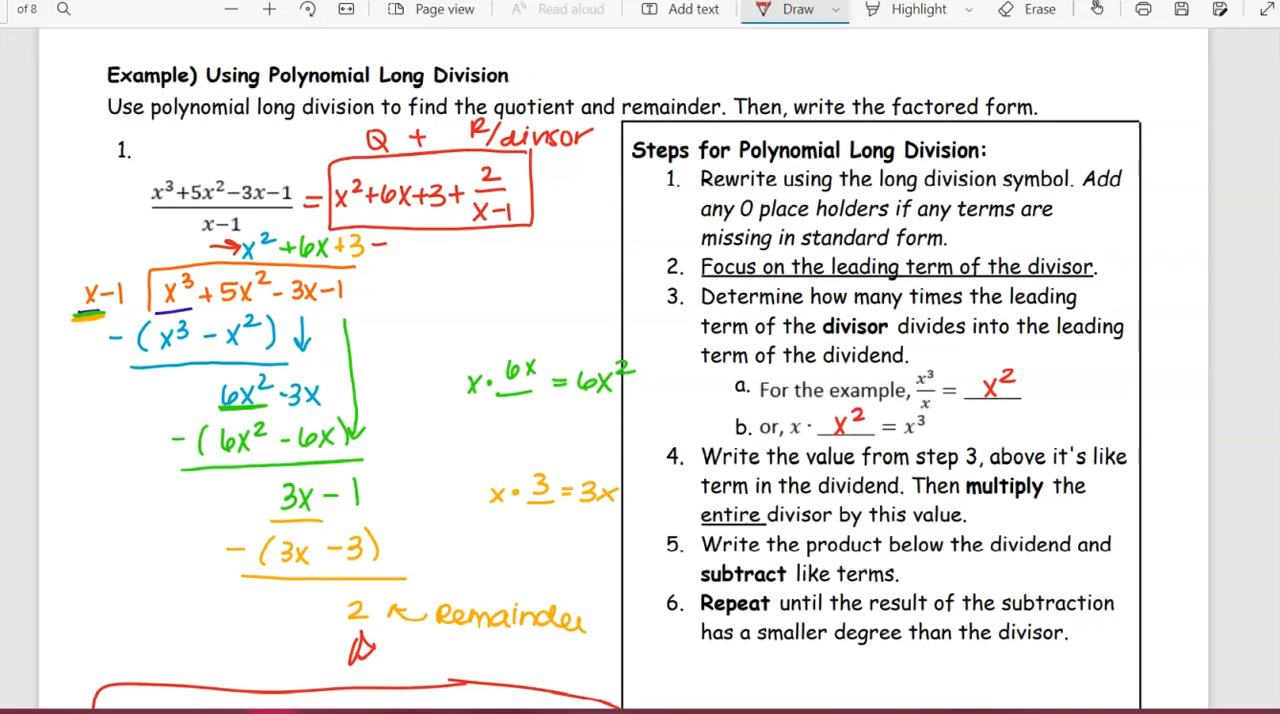 of 8 Page view Read aloud Add text Draw Highlight Erase
Example) Using Polynomial Long Division
Use polynomial long division to find the quotient and remainder. Then, write the factored form.
Q + R/divisor
1.
x³+5x²−3x−1 / x−1 = x²+6x+3+ 2/x-1
→ x² +6x +3 –
x-1 x³ + 5x² - 3x - 1
- (x³ - x²) ↓
6x² -3x
x · 6x = 6x²
- (6x² - 6x)
3x - 1
x · 3 = 3x
- (3x - 3)
2 ↖ Remainder
Steps for Polynomial Long Division:
1. Rewrite using the long division symbol. Add
any 0 place holders if any terms are
missing in standard form.
2. Focus on the leading term of the divisor.
3. Determine how many times the leading
term of the divisor divides into the leading
term of the dividend.
a. For the example, x³/x = x²
b. or, x · x² = x³
4. Write the value from step 3, above it's like
term in the dividend. Then multiply the
entire divisor by this value.
5. Write the product below the dividend and
subtract like terms.
6. Repeat until the result of the subtraction
has a smaller degree than the divisor.